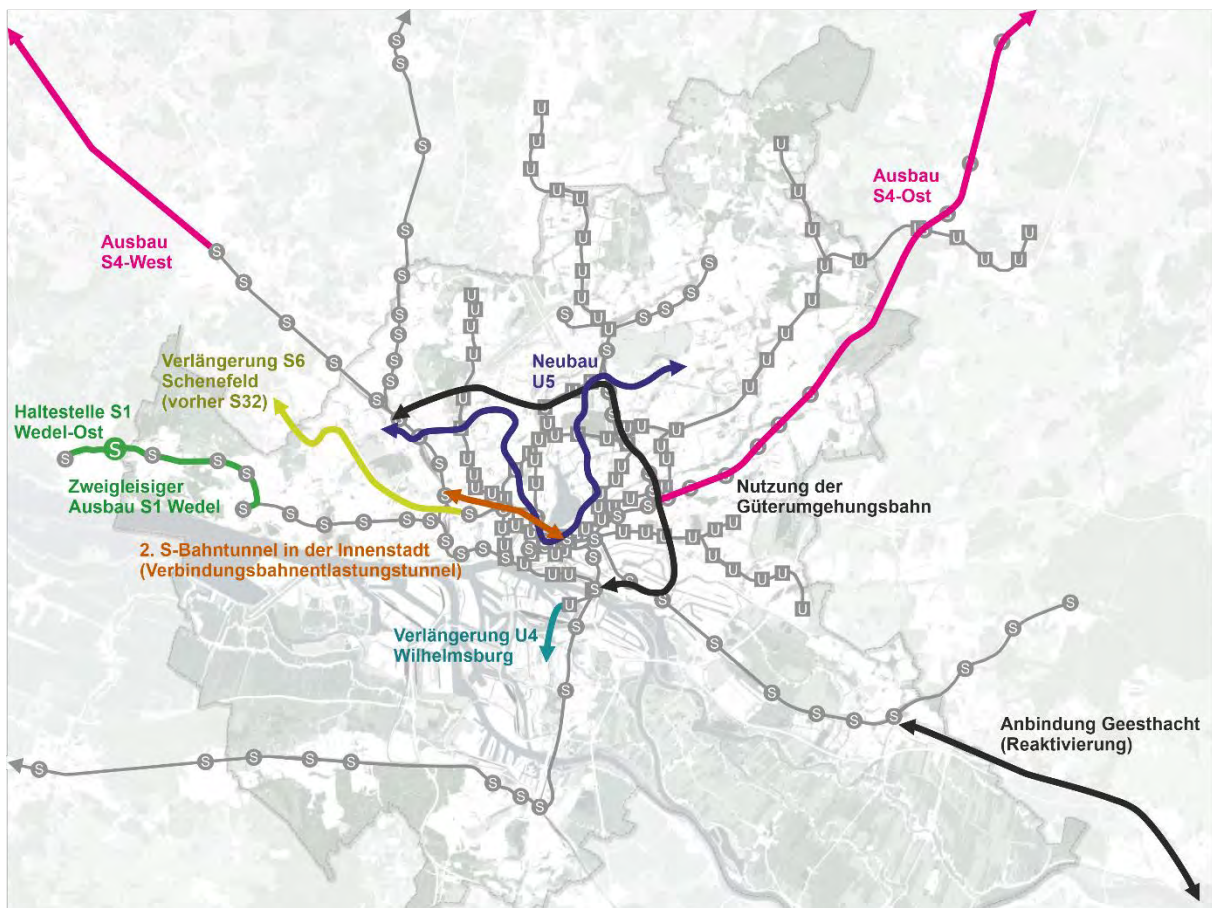 Ausbau
S4-West
Ausbau
S4-Ost
Verlängerung S6
Schenefeld
(vorher S32)
Neubau
U5
Haltestelle S1
Wedel-Ost
Zweigleisiger
Ausbau S1 Wedel
Nutzung der
Güterumgehungsbahn
2. S-Bahntunnel in der Innenstadt
(Verbindungsbahnentlastungstunnel)
Verlängerung U4
Wilhelmsburg
Anbindung Geesthacht
(Reaktivierung)